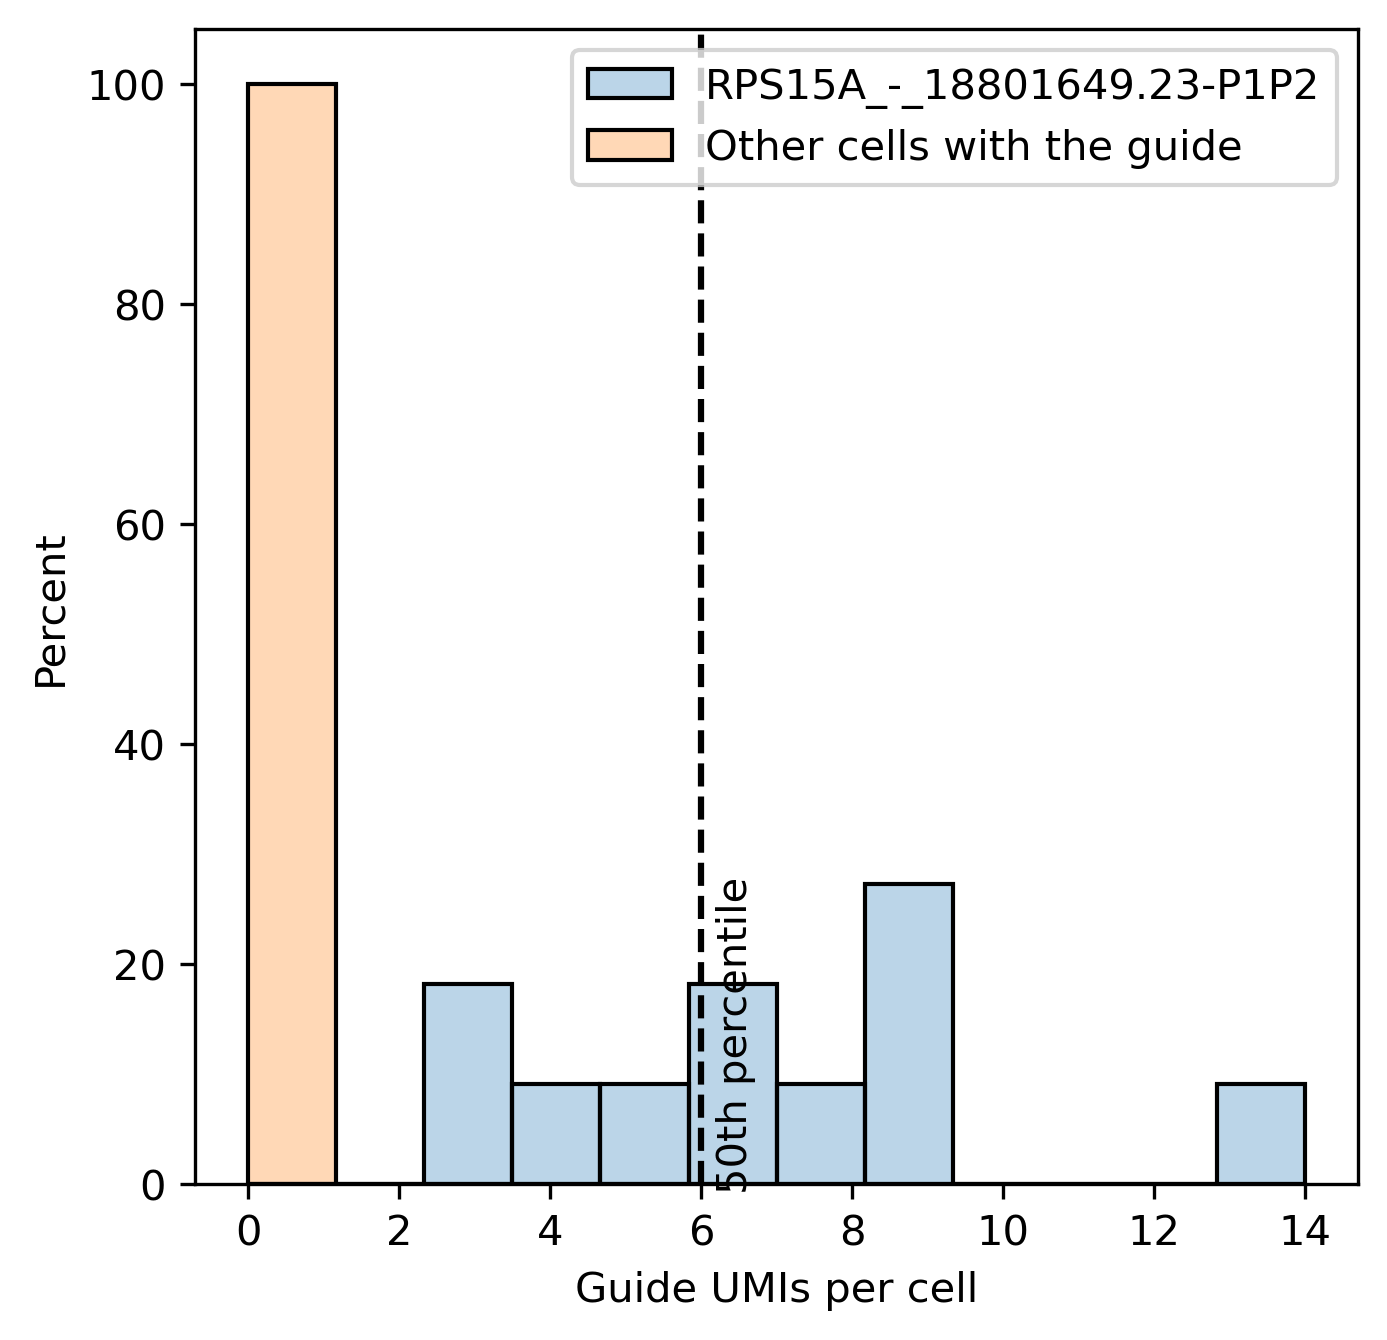 RPS15A_-_18801649.23-P1P2
Other cells with the guide
100
80
60
40
20
0
Percent
50th percentile
0 2 4 6 8 10 12 14
Guide UMIs per cell